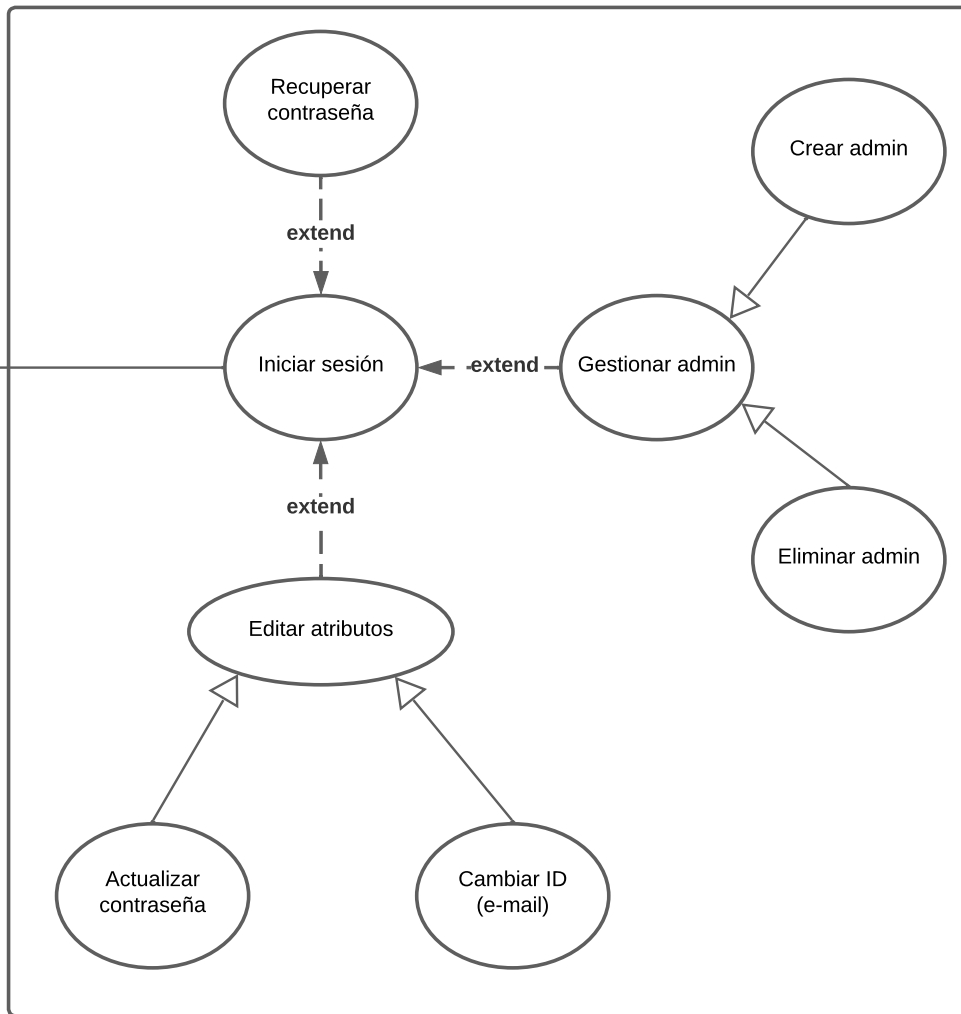 Recuperar
contraseña
Crear admin
extend
Iniciar sesión
extend
Gestionar admin
extend
Eliminar admin
Editar atributos
Actualizar
contraseña
Cambiar ID
(e-mail)